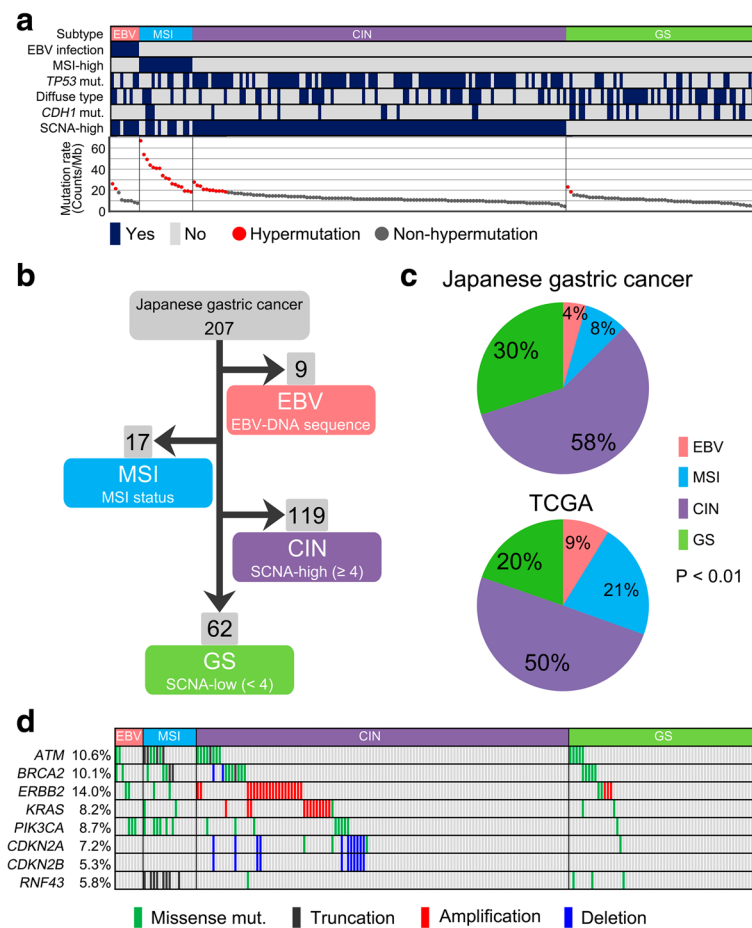 a
Subtype EBV MSI CIN GS
EBV infection
MSI-high
TP53 mut.
Diffuse type
CDH1 mut.
SCNA-high
Mutation rate
(Counts/Mb)
60
40
20
0
Yes No Hypermutation Non-hypermutation
b
Japanese gastric cancer
207
9
EBV
EBV-DNA sequence
17
MSI
MSI status
119
CIN
SCNA-high (≥ 4)
62
GS
SCNA-low (< 4)
c
Japanese gastric cancer
4%
8%
30%
58%
EBV
MSI
CIN
GS
P < 0.01
TCGA
9%
20%
21%
50%
d
EBV MSI CIN GS
ATM 10.6%
BRCA2 10.1%
ERBB2 14.0%
KRAS 8.2%
PIK3CA 8.7%
CDKN2A 7.2%
CDKN2B 5.3%
RNF43 5.8%
Missense mut. Truncation Amplification Deletion